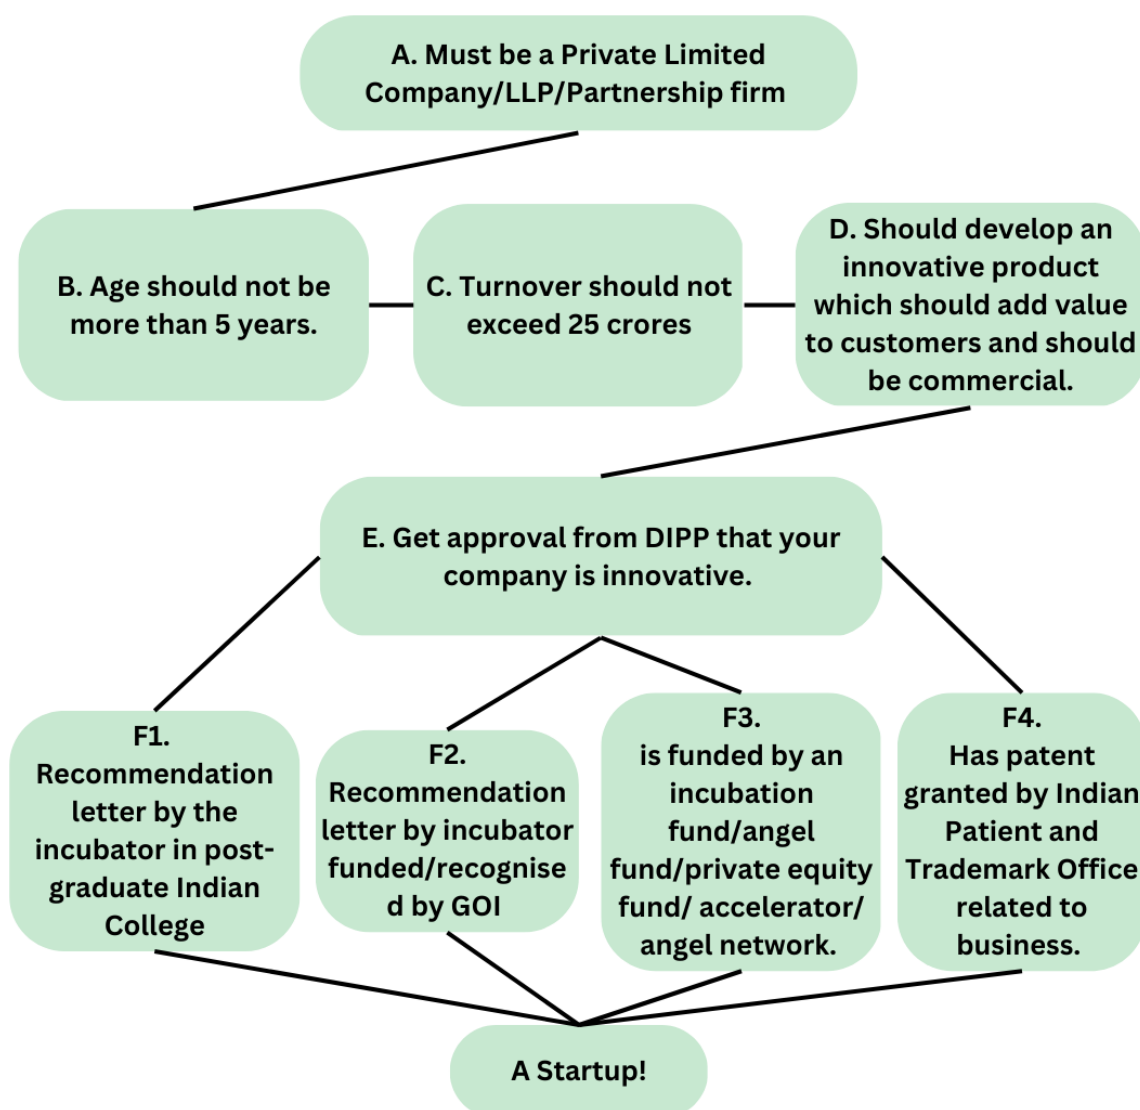 A. Must be a Private Limited
Company/LLP/Partnership firm
B. Age should not be
more than 5 years.
C. Turnover should not
exceed 25 crores
D. Should develop an
innovative product
which should add value
to customers and should
be commercial.
E. Get approval from DIPP that your
company is innovative.
F1.
Recommendation
letter by the
incubator in post-
graduate Indian
College
F2.
Recommendation
letter by incubator
funded/recognise
d by GOI
F3.
is funded by an
incubation
fund/angel
fund/private equity
fund/ accelerator/
angel network.
F4.
Has patent
granted by Indian
Patient and
Trademark Office
related to
business.
A Startup!